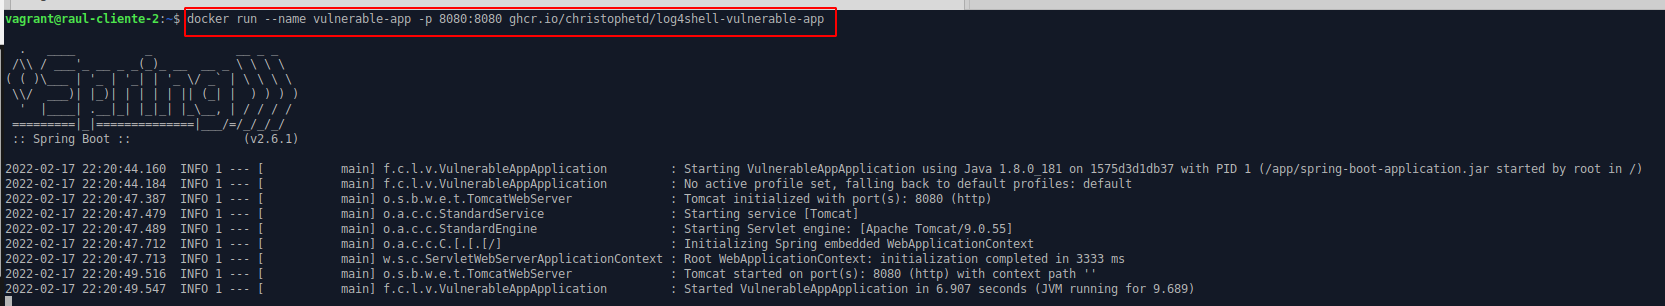 vagrant@raul-cliente-2:~$ docker run --name vulnerable-app -p 8080:8080 ghcr.io/christophetd/log4shell-vulnerable-app
  .   ____          _            __ _ _
 /\\ / ___'_ __ _ _(_)_ __  __ _ \ \ \ \
( ( )\___ | '_ | '_| | '_ \/ _` | \ \ \ \
 \\/  ___)| |_)| | | | | || (_| |  ) ) ) )
  '  |____| .__|_| |_|_| |_\__, | / / / /
 =========|_|==============|___/=/_/_/_/
 :: Spring Boot ::                (v2.6.1)
2022-02-17 22:20:44.160  INFO 1 --- [           main] f.c.l.v.VulnerableAppApplication         : Starting VulnerableAppApplication using Java 1.8.0_181 on 1575d3d1db37 with PID 1 (/app/spring-boot-application.jar started by root in /)
2022-02-17 22:20:44.184  INFO 1 --- [           main] f.c.l.v.VulnerableAppApplication         : No active profile set, falling back to default profiles: default
2022-02-17 22:20:47.387  INFO 1 --- [           main] o.s.b.w.e.t.TomcatWebServer              : Tomcat initialized with port(s): 8080 (http)
2022-02-17 22:20:47.479  INFO 1 --- [           main] o.a.c.c.StandardService                  : Starting service [Tomcat]
2022-02-17 22:20:47.489  INFO 1 --- [           main] o.a.c.c.StandardEngine                   : Starting Servlet engine: [Apache Tomcat/9.0.55]
2022-02-17 22:20:47.712  INFO 1 --- [           main] o.a.c.c.C.[.[.[/]                        : Initializing Spring embedded WebApplicationContext
2022-02-17 22:20:47.713  INFO 1 --- [           main] w.s.c.ServletWebServerApplicationContext : Root WebApplicationContext: initialization completed in 3333 ms
2022-02-17 22:20:49.516  INFO 1 --- [           main] o.s.b.w.e.t.TomcatWebServer              : Tomcat started on port(s): 8080 (http) with context path ''
2022-02-17 22:20:49.547  INFO 1 --- [           main] f.c.l.v.VulnerableAppApplication         : Started VulnerableAppApplication in 6.907 seconds (JVM running for 9.689)